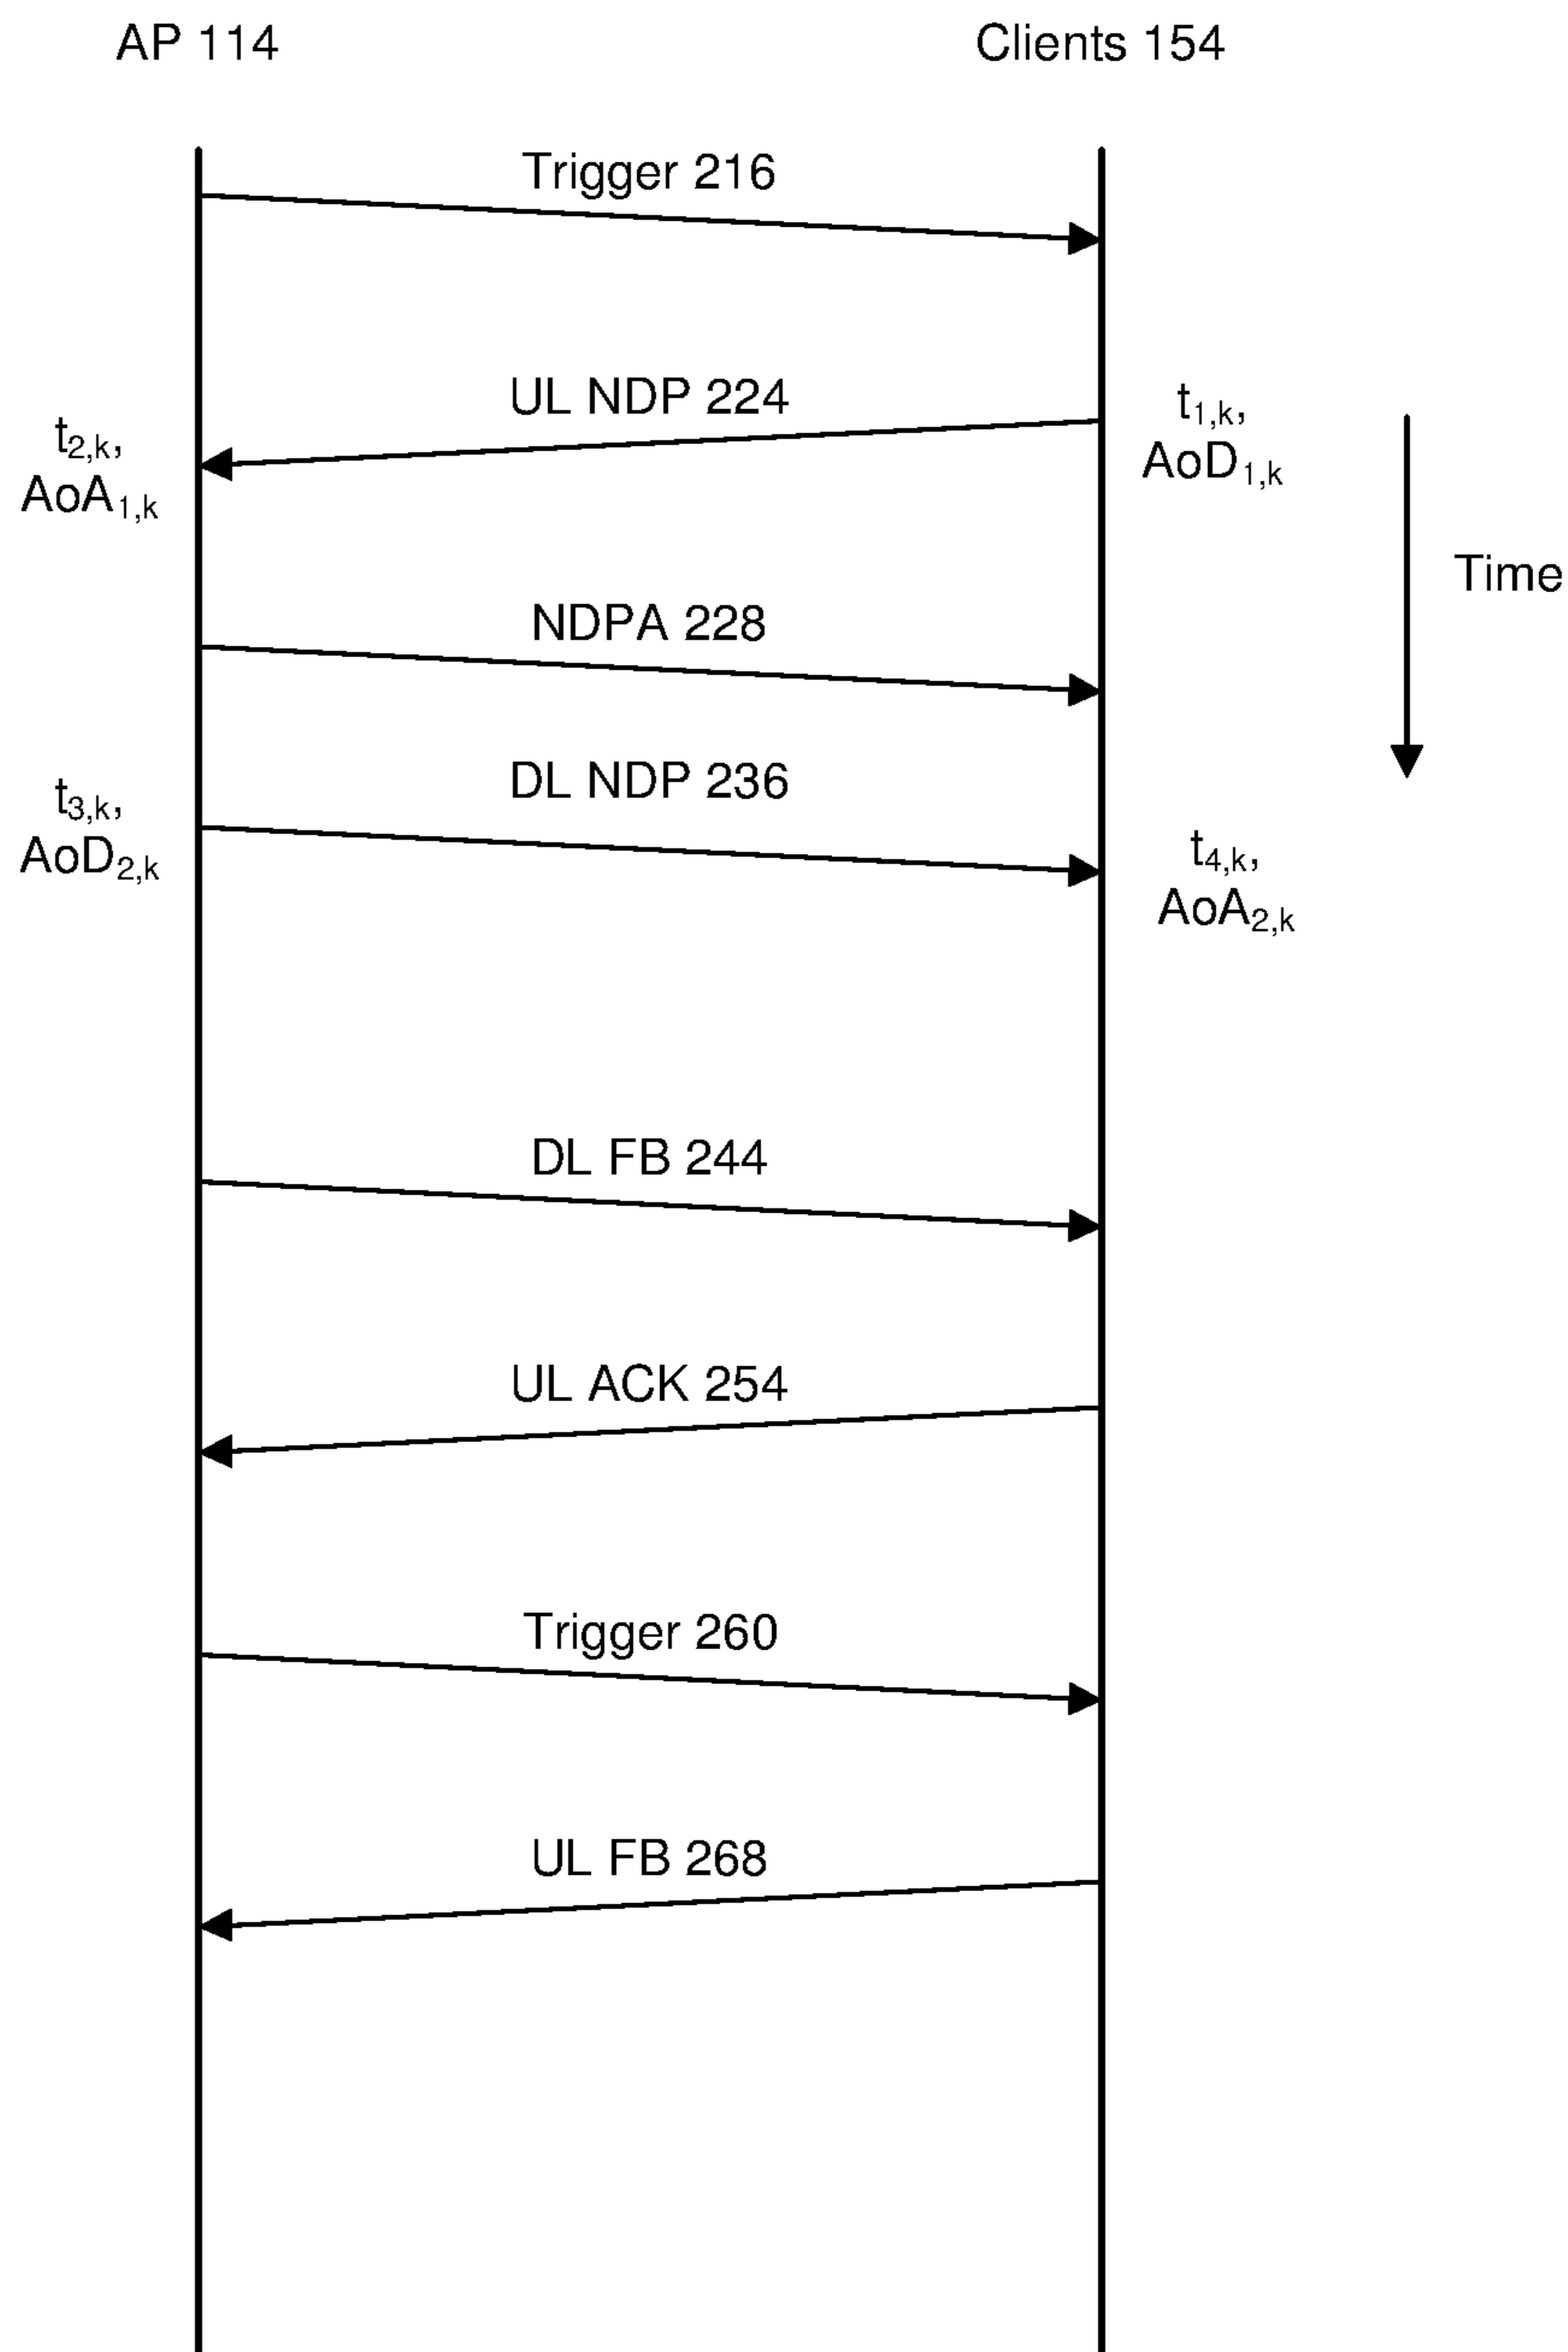 AP 114
Clients 154
Trigger 216
UL NDP 224
t1,k,
AoD1,k
t2,k,
AoA1,k
Time
NDPA 228
DL NDP 236
t3,k,
AoD2,k
t4,k,
AoA2,k
DL FB 244
UL ACK 254
Trigger 260
UL FB 268